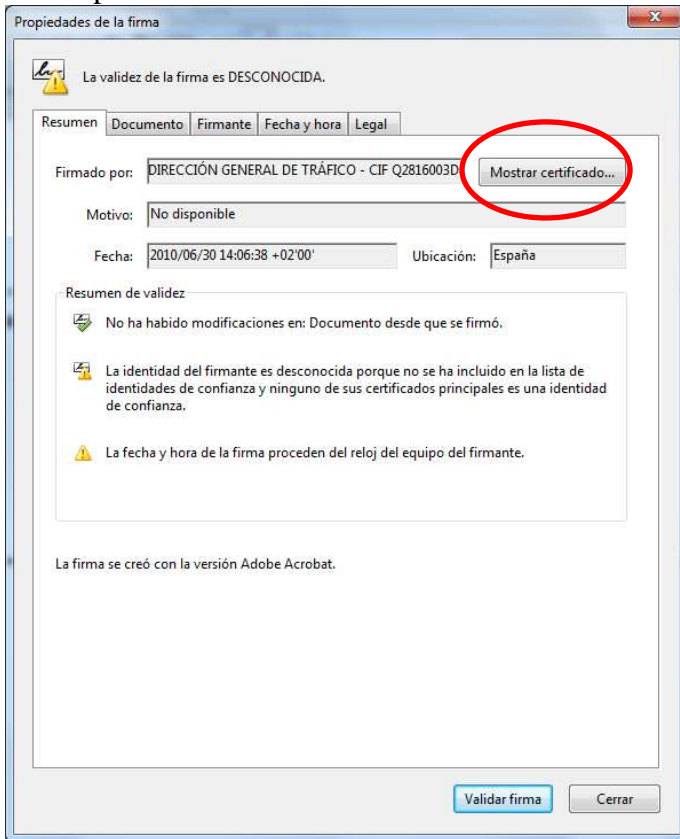 Propiedades de la firma
La validez de la firma es DESCONOCIDA.
Resumen Documento Firmante Fecha y hora Legal
Firmado por: DIRECCIÓN GENERAL DE TRÁFICO - CIF Q2816003D Mostrar certificado...
Motivo: No disponible
Fecha: 2010/06/30 14:06:38 +02'00' Ubicación: España
Resumen de validez
No ha habido modificaciones en: Documento desde que se firmó.
La identidad del firmante es desconocida porque no se ha incluido en la lista de
identidades de confianza y ninguno de sus certificados principales es una identidad
de confianza.
La fecha y hora de la firma proceden del reloj del equipo del firmante.
La firma se creó con la versión Adobe Acrobat.
Validar firma Cerrar